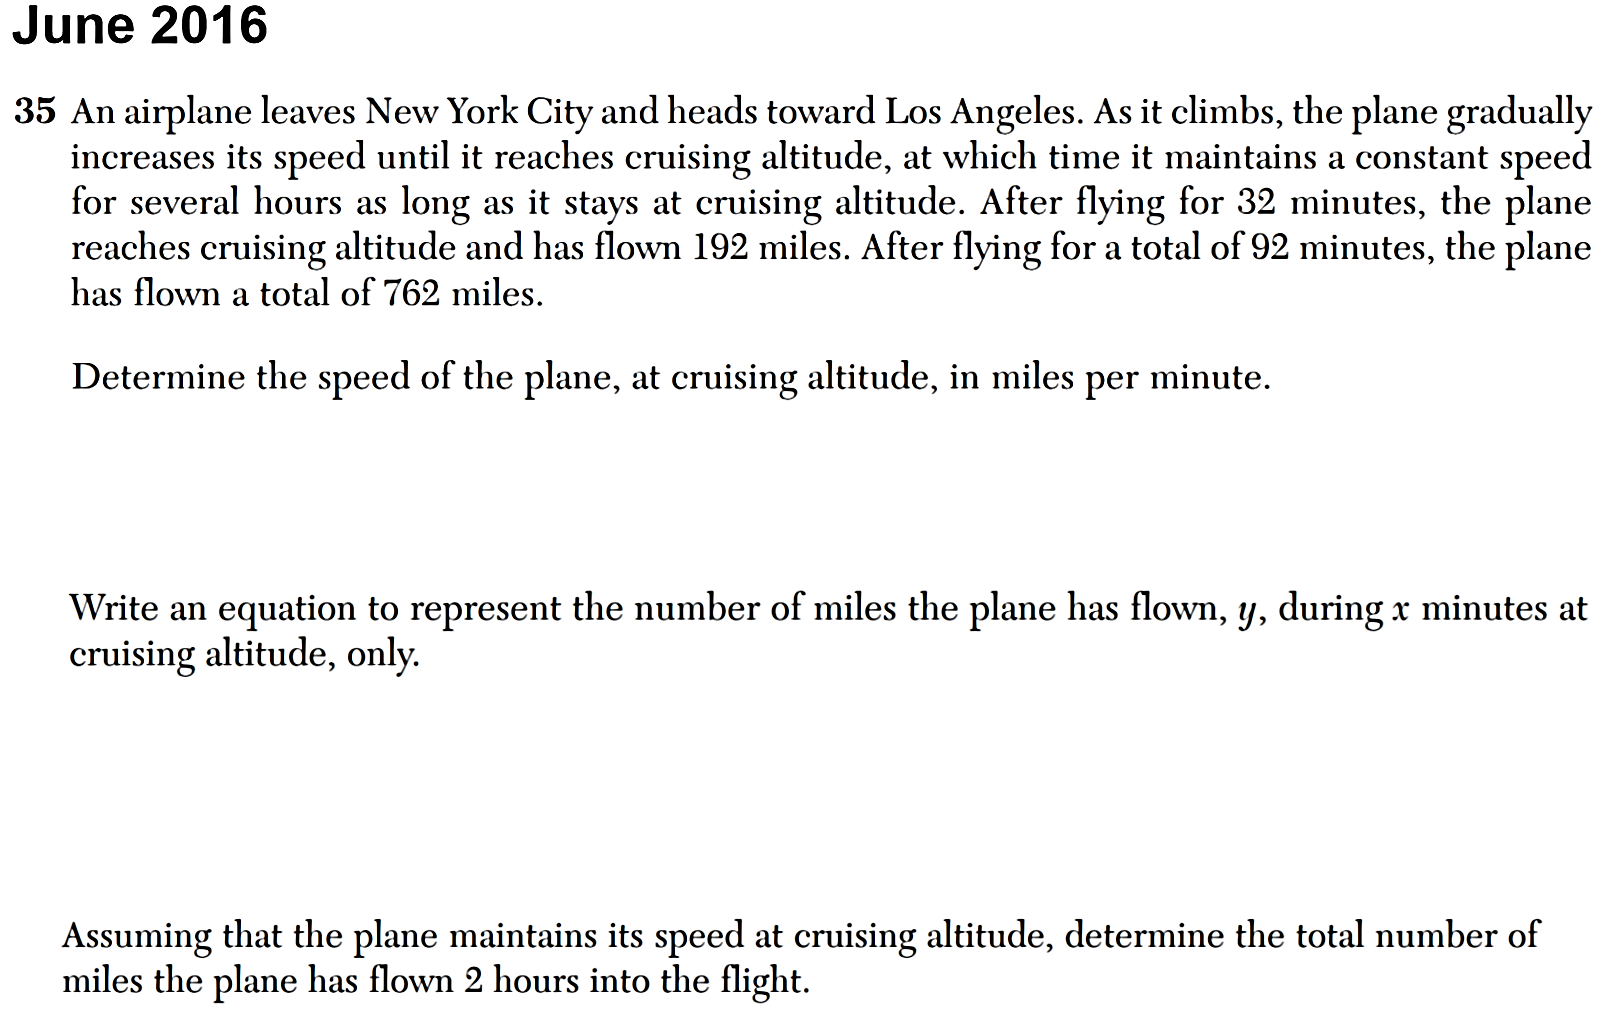 June 2016
35 An airplane leaves New York City and heads toward Los Angeles. As it climbs, the plane gradually
increases its speed until it reaches cruising altitude, at which time it maintains a constant speed
for several hours as long as it stays at cruising altitude. After flying for 32 minutes, the plane
reaches cruising altitude and has flown 192 miles. After flying for a total of 92 minutes, the plane
has flown a total of 762 miles.
Determine the speed of the plane, at cruising altitude, in miles per minute.
Write an equation to represent the number of miles the plane has flown, y, during x minutes at
cruising altitude, only.
Assuming that the plane maintains its speed at cruising altitude, determine the total number of
miles the plane has flown 2 hours into the flight.